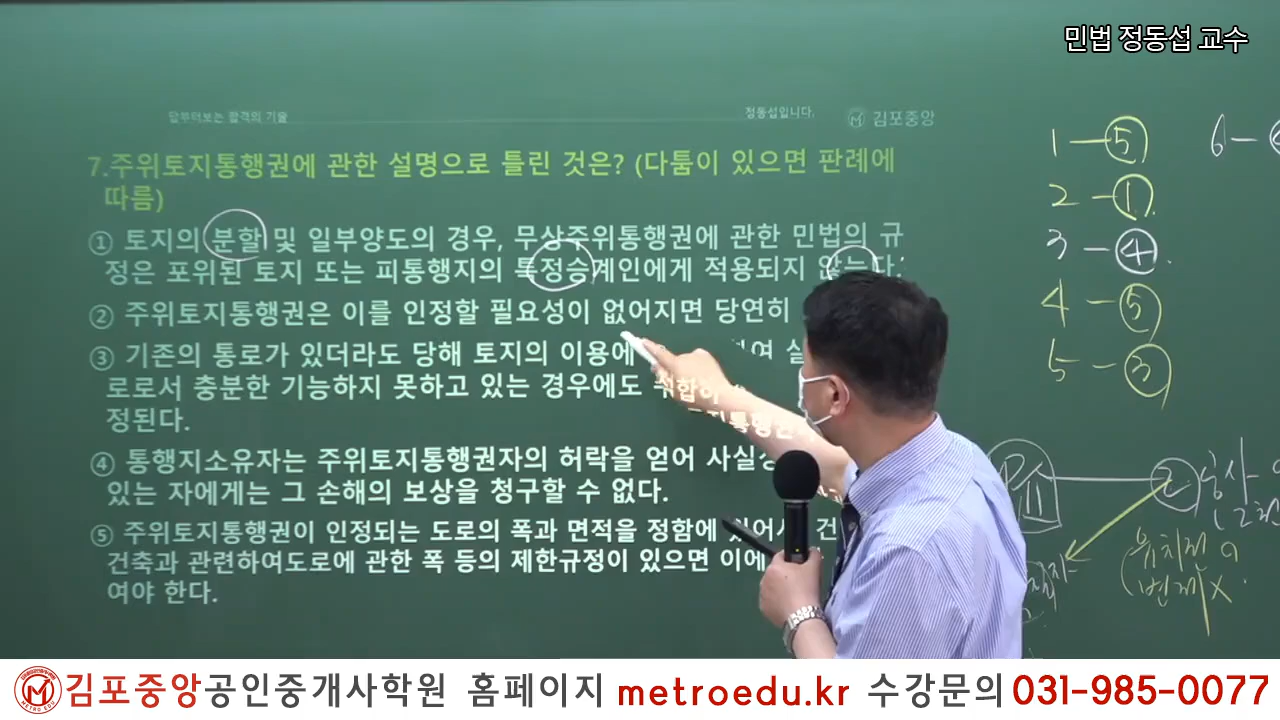 민법 정동섭 교수
정동섭입니다.
김포중앙
7.주위토지통행권에 관한 설명으로 틀린 것은? (다툼이 있으면 판례에
따름)
① 토지의 분할 및 일부양도의 경우, 무상주위통행권에 관한 민법의 규
정은 포위된 토지 또는 피통행지의 특정승계인에게 적용되지 않는다.
② 주위토지통행권은 이를 인정할 필요성이 없어지면 당연히
③ 기존의 통로가 있더라도 당해 토지의 이용에
로로서 충분한 기능하지 못하고 있는 경우에도
정된다.
④ 통행지소유자는 주위토지통행권자의 허락을 얻어
있는 자에게는 그 손해의 보상을 청구할 수 없다.
⑤ 주위토지통행권이 인정되는 도로의 폭과 면적을 정함에
건축과 관련하여도로에 관한 폭 등의 제한규정이 있으면 이에
여야 한다.
1 - ⑤
2 - ①
3 - ④
4 - ⑤
5 - ③
6 -
김포중앙공인중개사학원 홈페이지 metroedu.kr 수강문의 031-985-0077